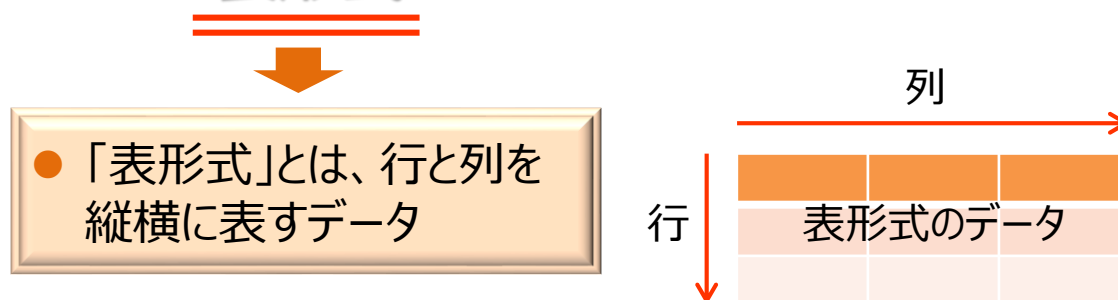 列
「表形式」とは、行と列を
縦横に表すデータ
行
表形式のデータ